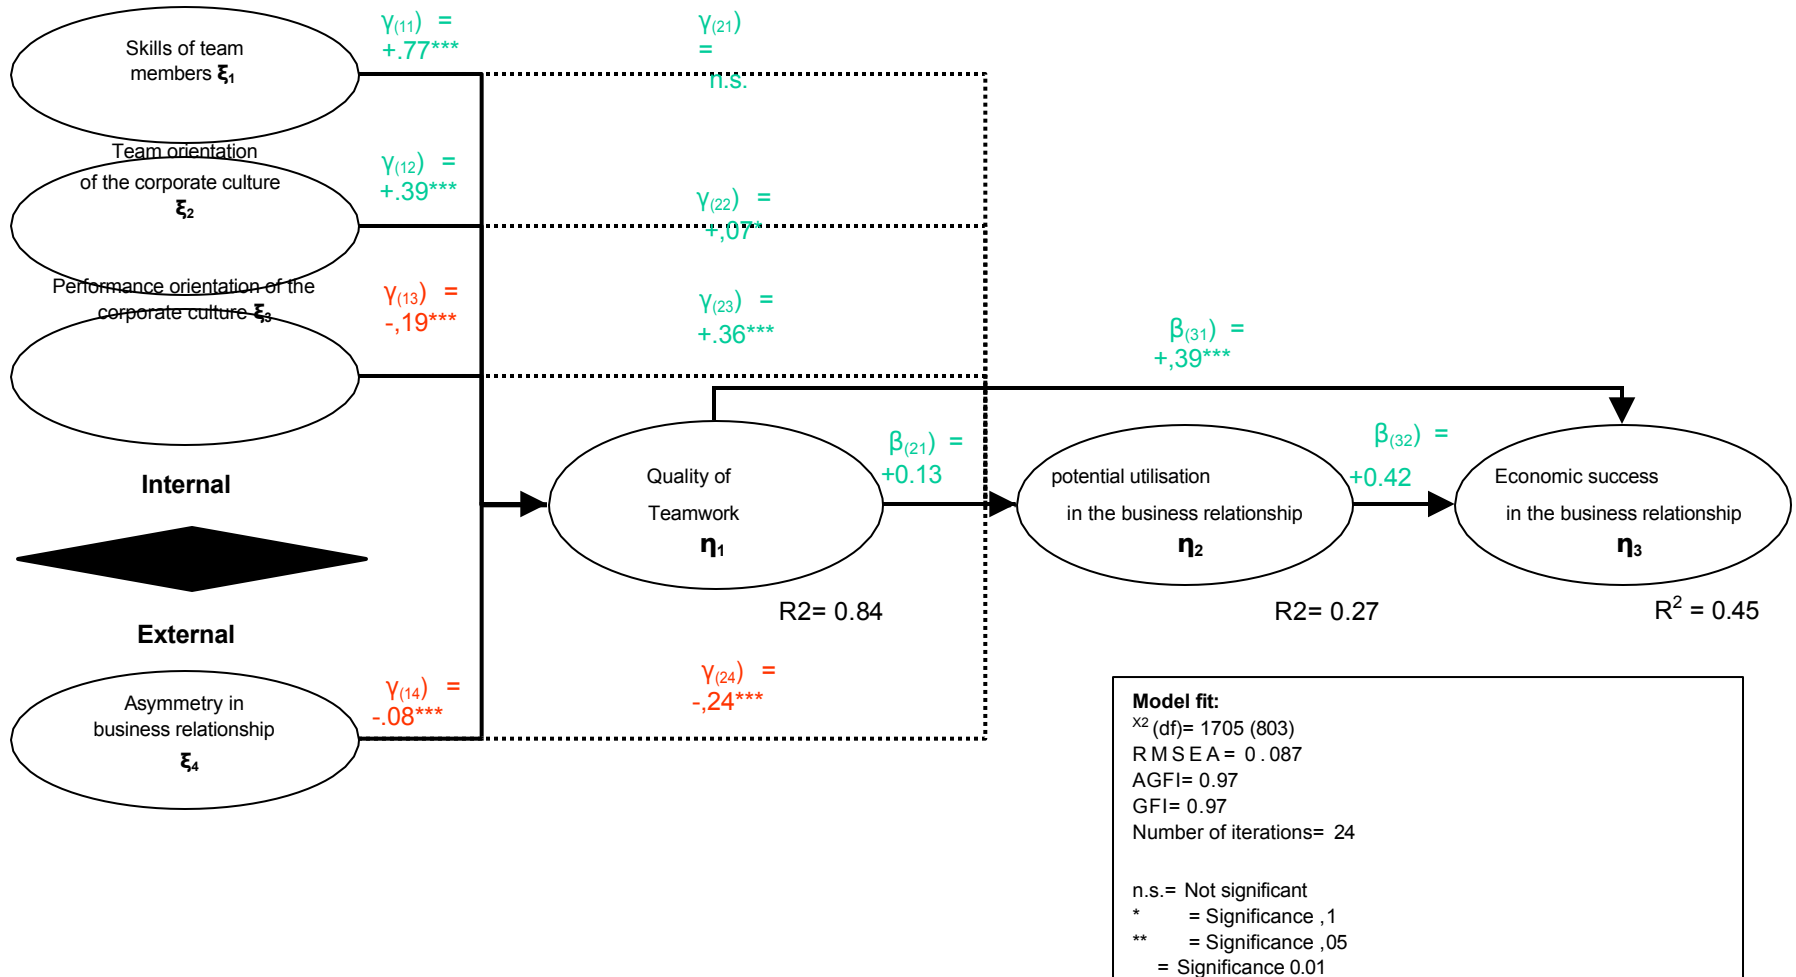 γ(11) =
+.77***
γ(21)
=
n.s.
Skills of team
members ξ1
Team orientation
of the corporate culture
ξ2
γ(12) =
+.39***
γ(22) =
+,07*
Performance orientation of the
corporate culture ξ3
γ(13) =
-,19***
γ(23) =
+.36***
β(31) =
+,39***
Internal
External
Quality of
Teamwork
η1
R2= 0.84
β(21) =
+0.13
potential utilisation
in the business relationship
η2
R2= 0.27
β(32) =
+0.42
Economic success
in the business relationship
η3
R2 = 0.45
Asymmetry in
business relationship
ξ4
γ(14) =
-.08***
γ(24) =
-,24***
Model fit:
X2 (df)= 1705 (803)
RMSEA= 0.087
AGFI= 0.97
GFI= 0.97
Number of iterations= 24
n.s.= Not significant
* = Significance ,1
** = Significance ,05
= Significance 0.01